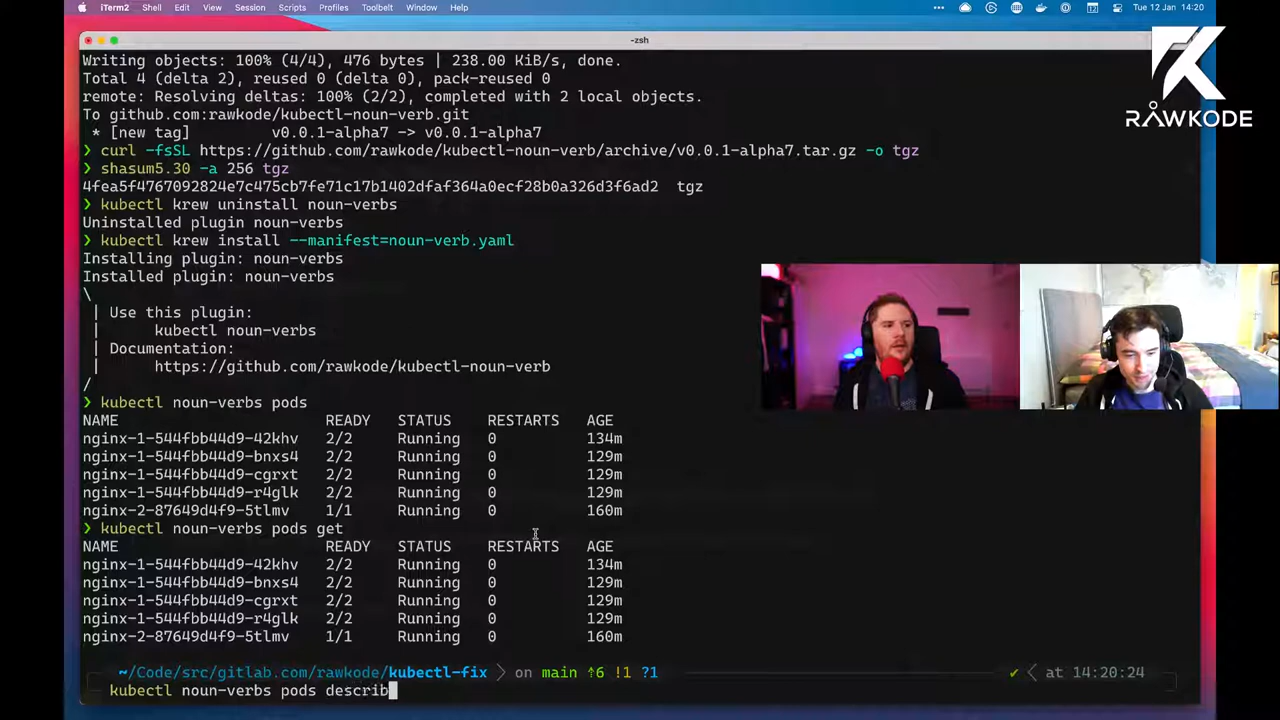 iTerm2 Shell Edit View Session Scripts Profiles Toolbelt Window Help Tue 12 Jan 14:20
-zsh
Writing objects: 100% (4/4), 476 bytes | 238.00 KiB/s, done.
Total 4 (delta 2), reused 0 (delta 0), pack-reused 0
remote: Resolving deltas: 100% (2/2), completed with 2 local objects.
To github.com:rawkode/kubectl-noun-verb.git
* [new tag] v0.0.1-alpha7 -> v0.0.1-alpha7
❯ curl -fsSL https://github.com/rawkode/kubectl-noun-verb/archive/v0.0.1-alpha7.tar.gz -o tgz
❯ shasum5.30 -a 256 tgz
4fea5f4767092824e7c475cb7fe71c17b1402dfaf364a0ecf28b0a326d3f6ad2 tgz
❯ kubectl krew uninstall noun-verbs
Uninstalled plugin noun-verbs
❯ kubectl krew install --manifest=noun-verb.yaml
Installing plugin: noun-verbs
Installed plugin: noun-verbs
\
| Use this plugin:
| kubectl noun-verbs
| Documentation:
| https://github.com/rawkode/kubectl-noun-verb
/
❯ kubectl noun-verbs pods
NAME READY STATUS RESTARTS AGE
nginx-1-544fbb44d9-42khv 2/2 Running 0 134m
nginx-1-544fbb44d9-bnxs4 2/2 Running 0 129m
nginx-1-544fbb44d9-cgrxt 2/2 Running 0 129m
nginx-1-544fbb44d9-r4glk 2/2 Running 0 129m
nginx-2-87649d4f9-5tlmv 1/1 Running 0 160m
❯ kubectl noun-verbs pods get
NAME READY STATUS RESTARTS AGE
nginx-1-544fbb44d9-42khv 2/2 Running 0 134m
nginx-1-544fbb44d9-bnxs4 2/2 Running 0 129m
nginx-1-544fbb44d9-cgrxt 2/2 Running 0 129m
nginx-1-544fbb44d9-r4glk 2/2 Running 0 129m
nginx-2-87649d4f9-5tlmv 1/1 Running 0 160m
~/Code/src/gitlab.com/rawkode/kubectl-fix on main ⇡6 !1 ?1 ✔ at 14:20:24
kubectl noun-verbs pods describ
RÅWKODE